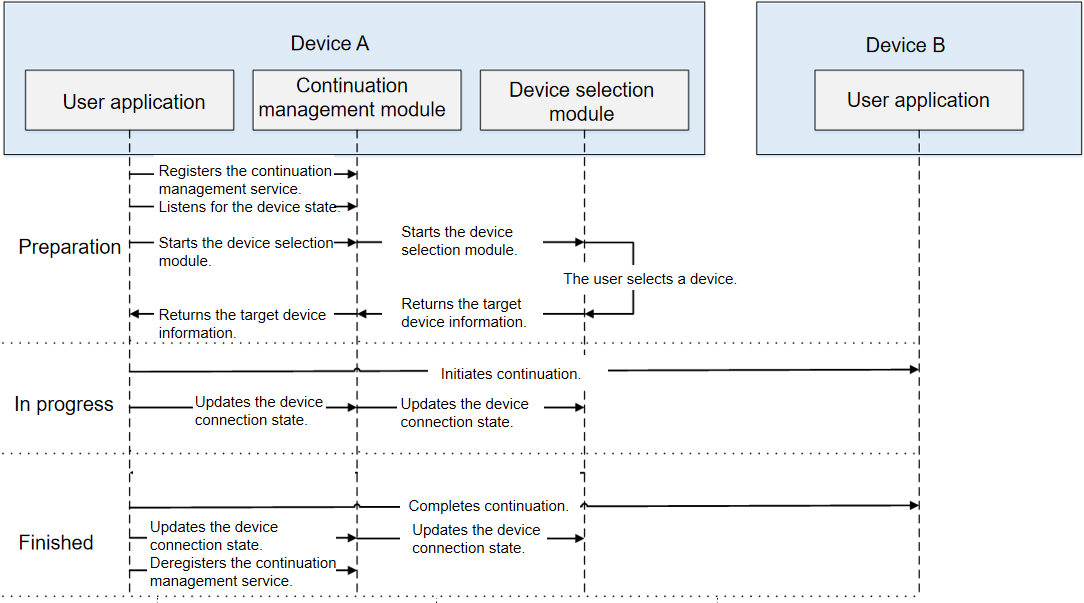 Device A
Device B
User application
Continuation
management module
Device selection
module
User application
Registers the continuation
management service.
Listens for the device state.
Preparation
Starts the device selection
module.
Starts the device
selection module.
The user selects a device.
Returns the target device
information.
Returns the target
device information.
Initiates continuation.
In progress
Updates the device
connection state.
Updates the device
connection state.
Completes continuation.
Finished
Updates the device
connection state.
Updates the device
connection state.
Deregisters the continuation
management service.